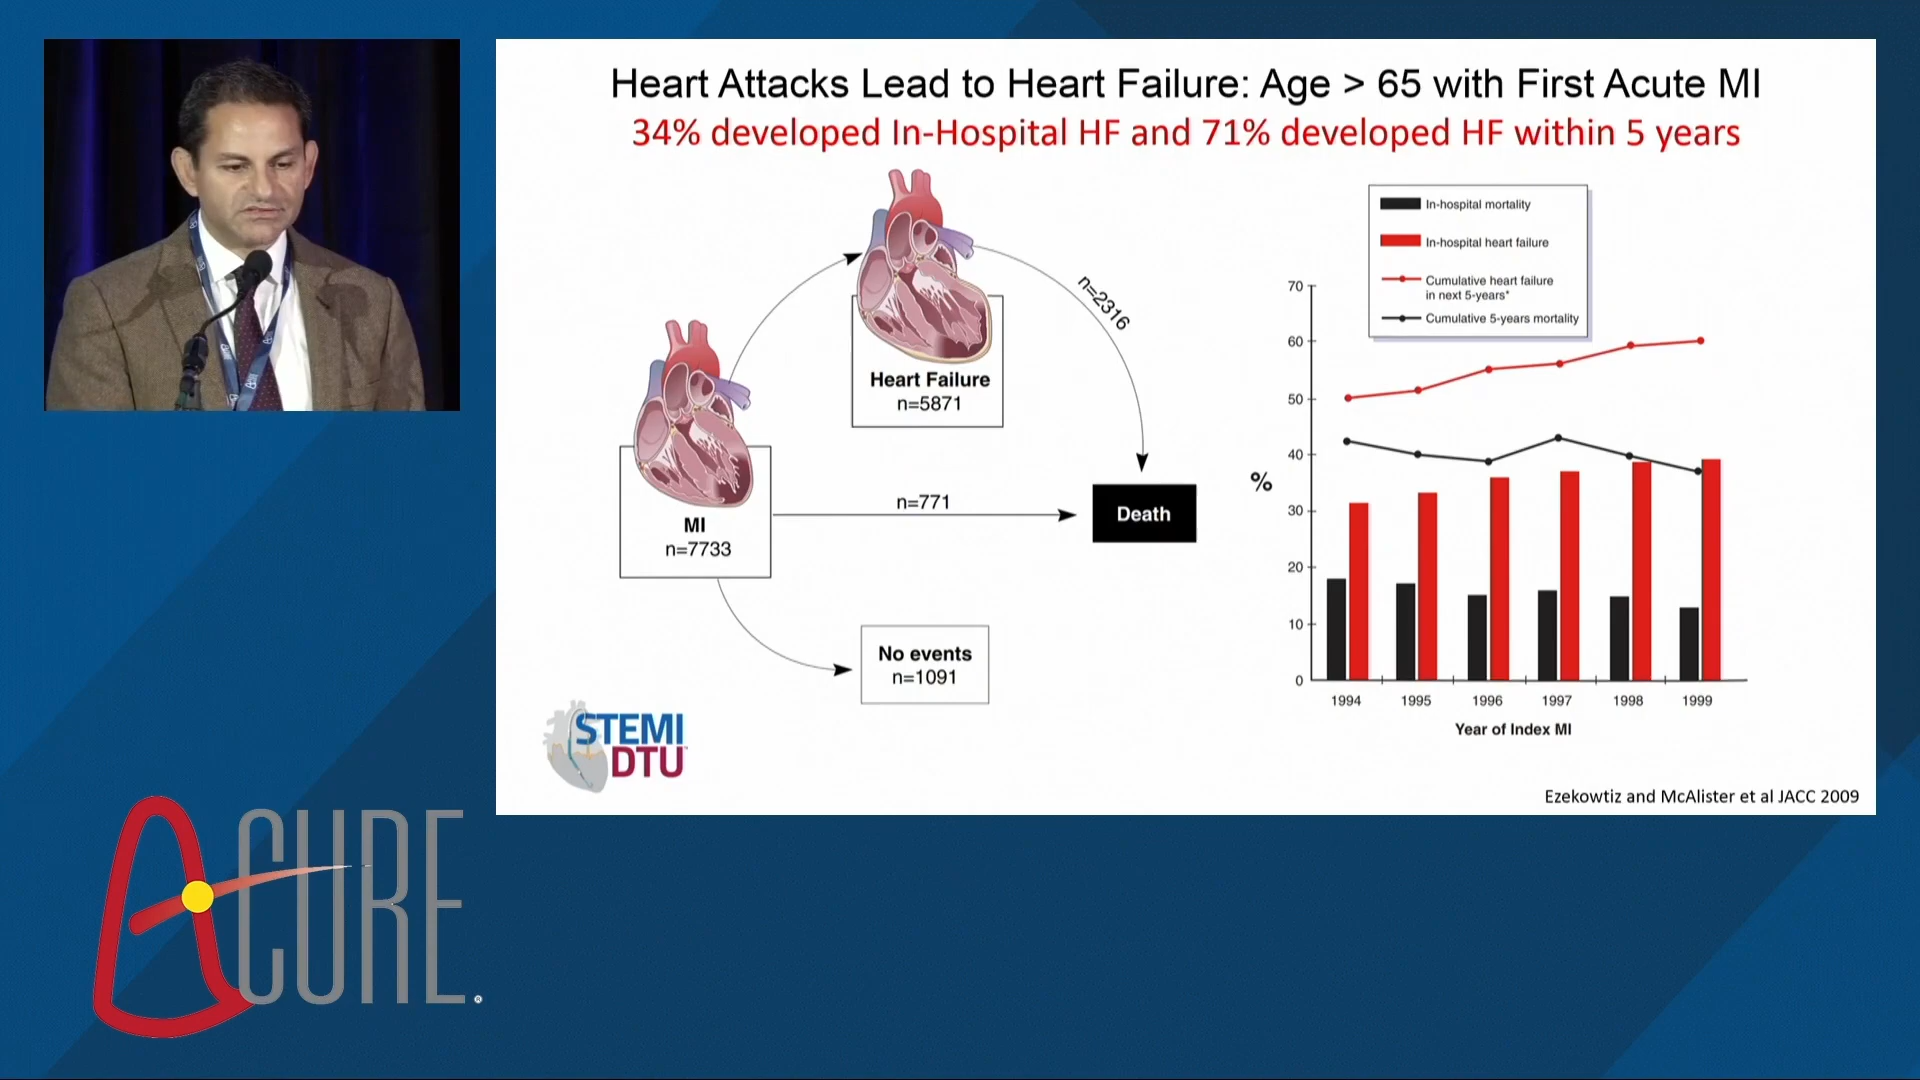 Heart Attacks Lead to Heart Failure: Age > 65 with First Acute MI
34% developed In-Hospital HF and 71% developed HF within 5 years
Heart Failure
n=5871
n=2316
MI
n=7733
n=771
Death
No events
n=1091
In-hospital mortality
In-hospital heart failure
Cumulative heart failure
in next 5-years*
Cumulative 5-years mortality
70
60
50
40
30
20
10
0
%
1994 1995 1996 1997 1998 1999
Year of Index MI
STEMI
DTU
Ezekowtiz and McAlister et al JACC 2009
ACURE®